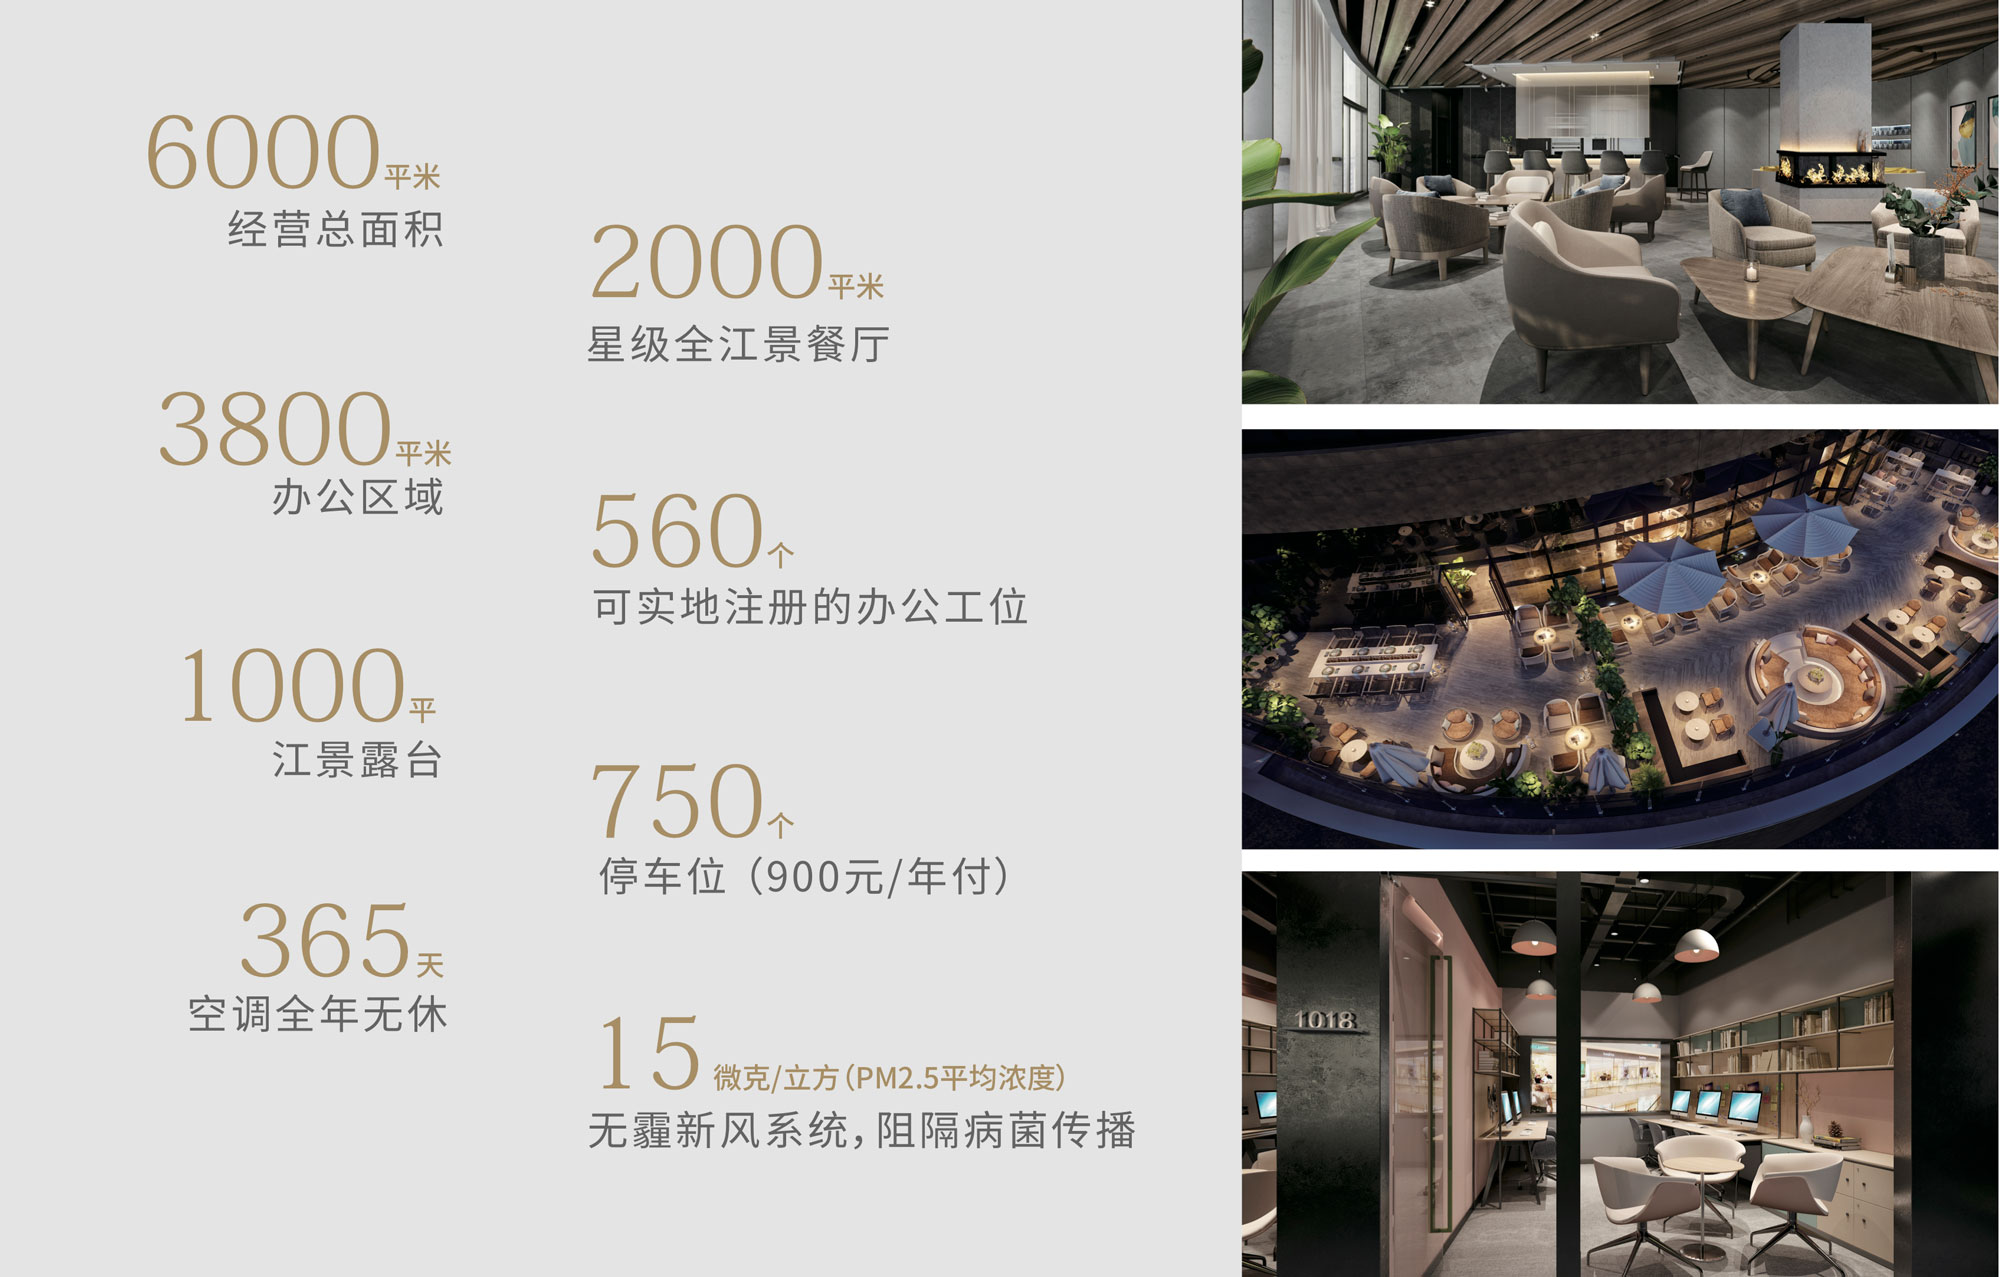 6000平米
经营总面积
2000平米
星级全江景餐厅
3800平米
办公区域
560个
可实地注册的办公工位
1000平
江景露台
750个
停车位（900元/年付）
365天
空调全年无休
15 微克/立方（PM2.5平均浓度）
无霾新风系统，阻隔病菌传播
1018